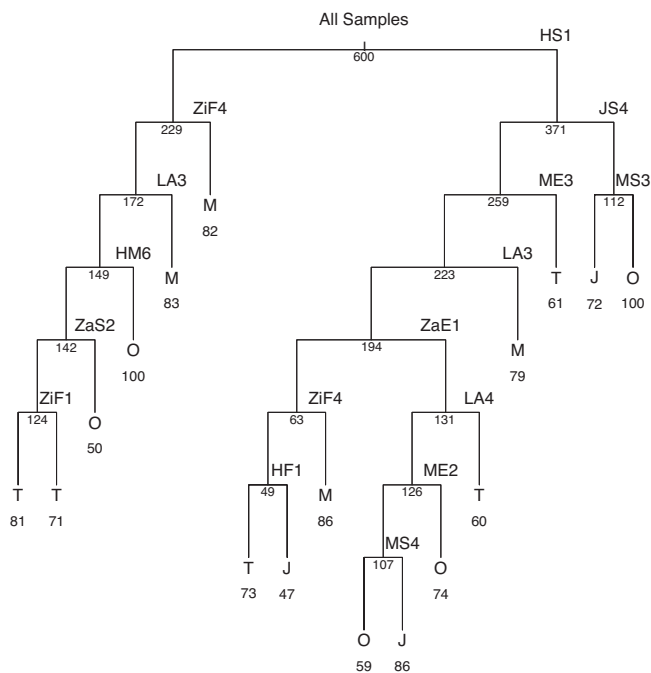 All Samples
HS1
600
ZiF4 JS4
229 371
LA3 ME3 MS3
172 M 259 112
82
HM6 LA3
149 M 223 T J O
83 61 72 100
ZaS2 ZaE1
142 O 194 M
100 79
ZiF1 ZiF4 LA4
124 O 63 131
50
HF1 ME2
T T 49 M 126 T
81 71 86 60
MS4
T J 107 O
73 47 74
O J
59 86